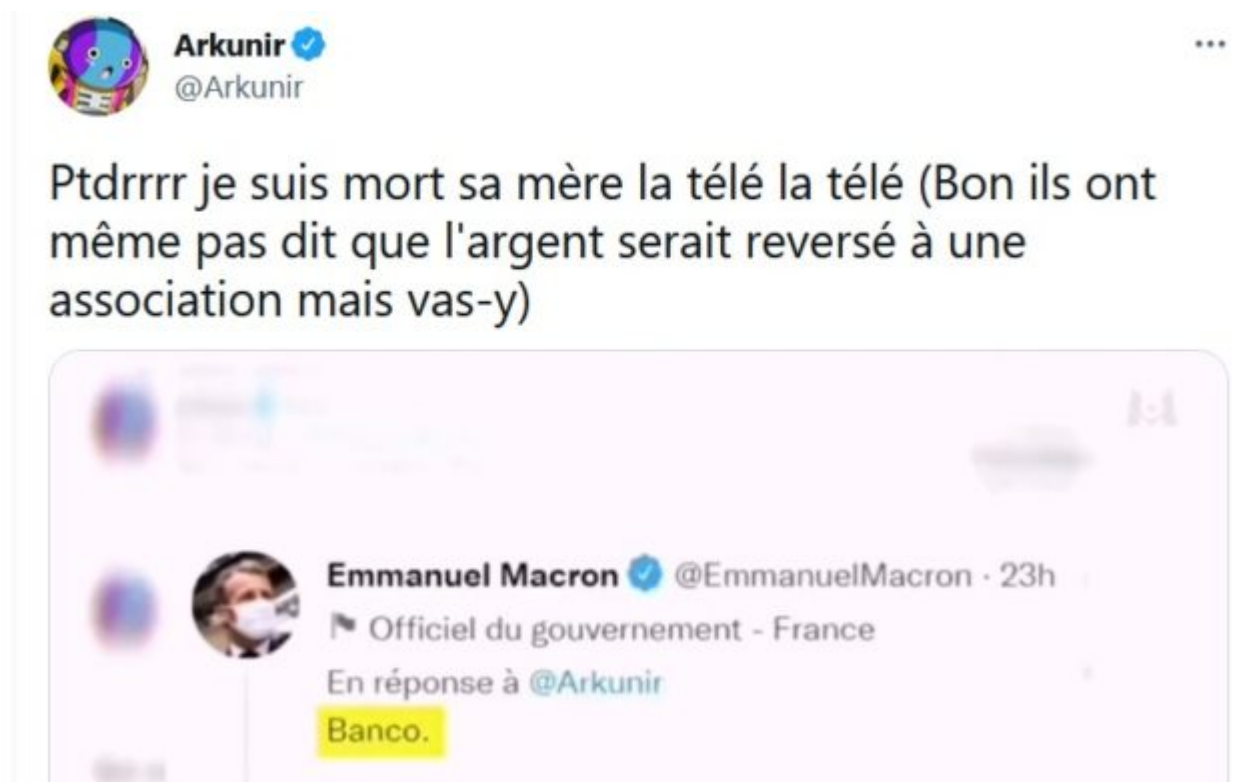 Arkunir
@Arkunir
Ptdrrrr je suis mort sa mère la télé la télé (Bon ils ont
même pas dit que l'argent serait reversé à une
association mais vas-y)
Emmanuel Macron @EmmanuelMacron · 23h
Officiel du gouvernement - France
En réponse à @Arkunir
Banco.